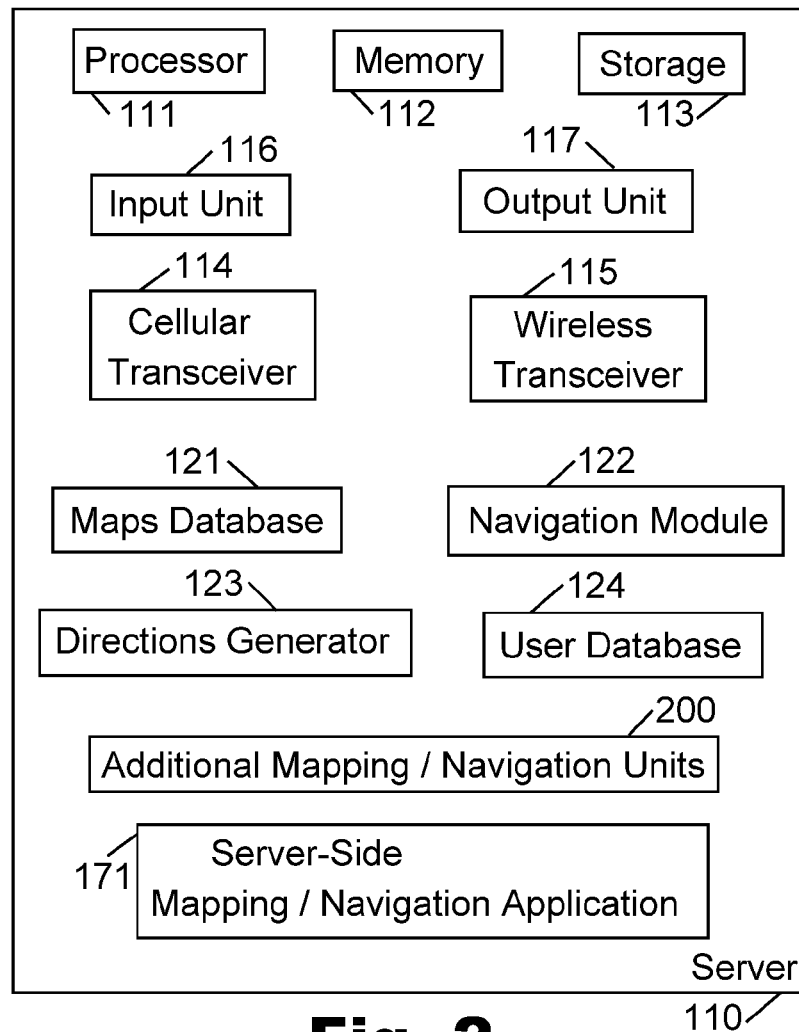 Processor
Memory
Storage
111
112
113
116
117
Input Unit
Output Unit
114
115
Cellular
Transceiver
Wireless
Transceiver
121
122
Maps Database
Navigation Module
123
124
Directions Generator
User Database
200
Additional Mapping / Navigation Units
171
Server-Side
Mapping / Navigation Application
Server
110
Fig.